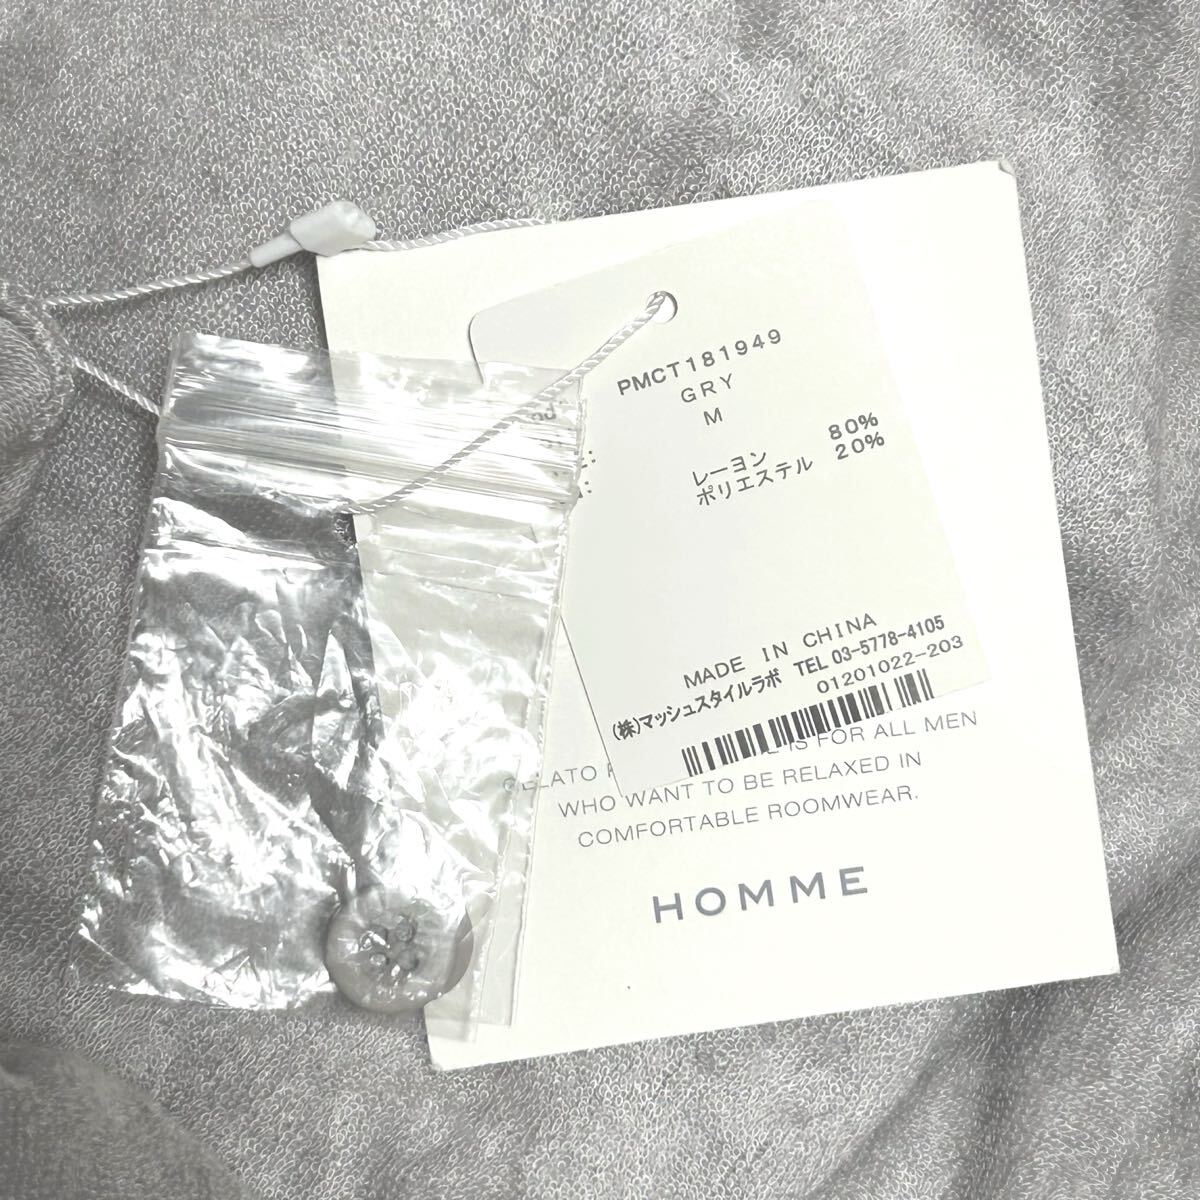 PMCT181949
GRY
M
レーヨン 80%
ポリエステル 20%
MADE IN CHINA
(株)マッシュスタイルラボ TEL 03-5778-4105
01201022-203
IS FOR ALL MEN
WHO WANT TO BE RELAXED IN
COMFORTABLE ROOMWEAR.
HOMME